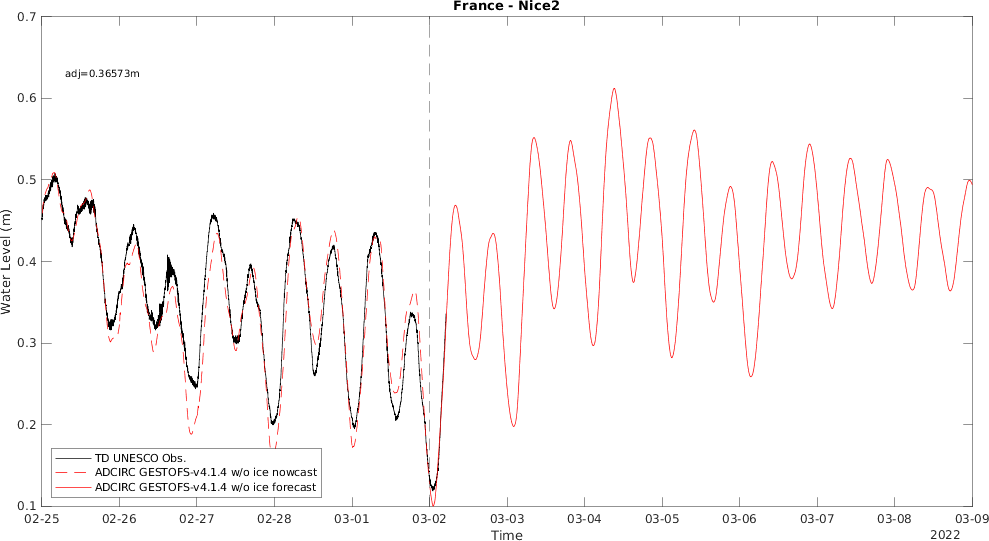 France - Nice2
adj=0.36573m
Water Level (m)
0.7
0.6
0.5
0.4
0.3
0.2
0.1
TD UNESCO Obs.
ADCIRC GESTOFS-v4.1.4 w/o ice nowcast
ADCIRC GESTOFS-v4.1.4 w/o ice forecast
02-25 02-26 02-27 02-28 03-01 03-02 03-03 03-04 03-05 03-06 03-07 03-08 03-09
Time
2022